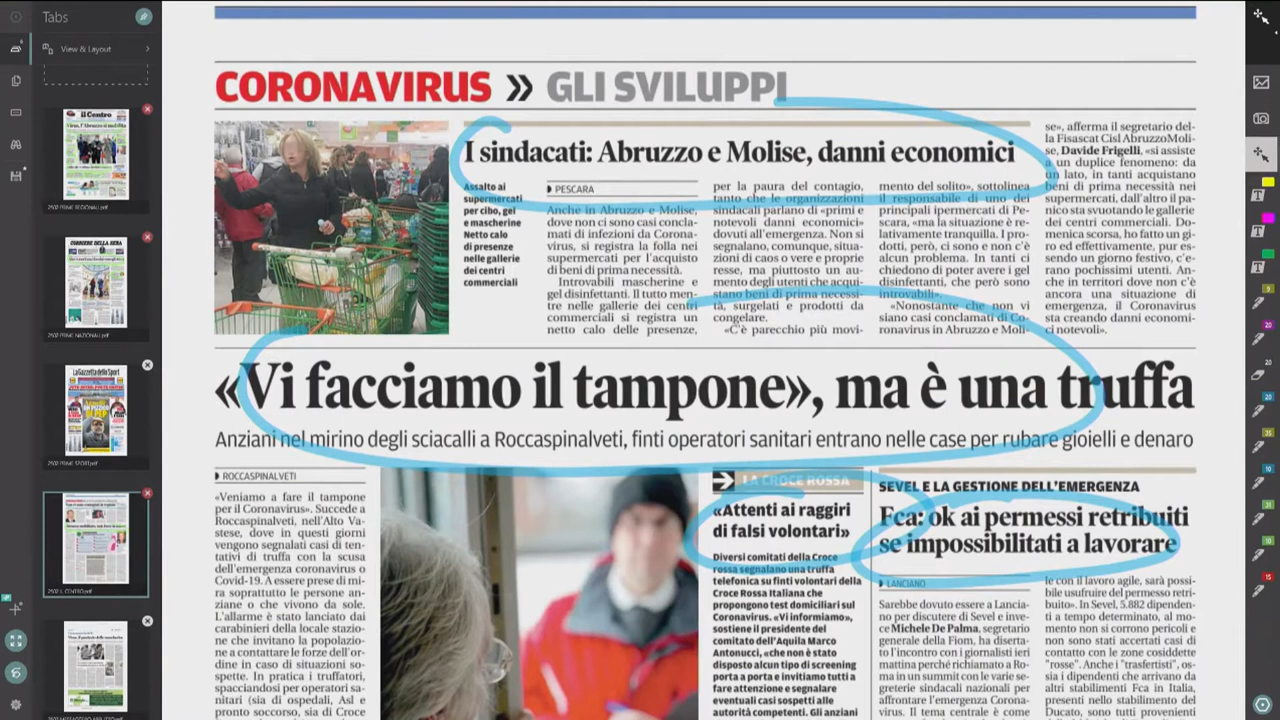 Tabs
View & Layout
2502 PRIME REGIONALI.pdf
2502 PRIME NAZIONALI.pdf
2502 PRIME SPORT.pdf
2502 IL CENTRO.pdf
il Centro
CORRIERE DELLA SERA
La Gazzetta dello Sport
CORONAVIRUS » GLI SVILUPPI
I sindacati: Abruzzo e Molise, danni economici
Assalto ai
supermercati
per cibo, gel
e mascherine
Netto calo
di presenze
nelle gallerie
dei centri
commerciali
PESCARA
Anche in Abruzzo e Molise,
dove non ci sono casi concla-
mati di infezioni da Corona-
virus, si registra la folla nei
supermercati per l'acquisto
di beni di prima necessità.
Introvabili mascherine e
gel disinfettanti. Il tutto men-
tre nelle gallerie dei centri
commerciali si registra un
netto calo delle presenze,
per la paura del contagio,
tanto che le organizzazioni
sindacali parlano di «primi e
notevoli danni economici»
dovuti all'emergenza. Non si
segnalano, comunque, situa-
zioni di caos o vere e proprie
resse, ma piuttosto un au-
mento degli utenti che acqui-
stano beni di prima necessi-
tà, surgelati e prodotti da
congelare.
«C'è parecchio più movi-
mento del solito», sottolinea
il responsabile di uno dei
principali ipermercati di Pe-
scara, «ma la situazione è re-
lativamente tranquilla. I pro-
dotti, però, ci sono e non c'è
alcun problema. In tanti ci
chiedono di poter avere i gel
disinfettanti, che però sono
introvabili».
«Nonostante che non vi
siano casi conclamati di Co-
ronavirus in Abruzzo e Moli-
se», afferma il segretario del-
la Fisascat Cisl AbruzzoMoli-
se, Davide Frigelli, «si assiste
a un duplice fenomeno: da
un lato, in tanti acquistano
beni di prima necessità nei
supermercati, dall'altro il pa-
nico sta svuotando le gallerie
dei centri commerciali. Do-
menica scorsa, ho fatto un gi-
ro ed effettivamente, pur es-
sendo un giorno festivo, c'e-
rano pochissimi utenti. An-
che in territori dove non c'è
ancora una situazione di
emergenza, il Coronavirus
sta creando danni economi-
ci notevoli».
«Vi facciamo il tampone», ma è una truffa
Anziani nel mirino degli sciacalli a Roccaspinalveti, finti operatori sanitari entrano nelle case per rubare gioielli e denaro
ROCCASPINALVETI
«Veniamo a fare il tampone
per il Coronavirus». Succede a
Roccaspinalveti, nell'Alto Va-
stese, dove in questi giorni
vengono segnalati casi di ten-
tativi di truffa con la scusa
dell'emergenza coronavirus o
Covid-19. A essere prese di mi-
ra soprattutto le persone an-
ziane o che vivono da sole.
L'allarme è stato lanciato dai
carabinieri della locale stazio-
ne che invitano la popolazio-
ne a contattare le forze dell'or-
dine in caso di situazioni so-
spette. In pratica i truffatori,
spacciandosi per operatori sa-
nitari (sia di ospedali, Asl e
pronto soccorso, sia di Croce
LA CROCE ROSSA
«Attenti ai raggiri
di falsi volontari»
Diversi comitati della Croce
rossa segnalano una truffa
telefonica su finti volontari della
Croce Rossa Italiana che
propongono test domiciliari sul
Coronavirus. «Vi informiamo»,
sostiene il presidente del
comitato dell'Aquila Marco
Antonucci, «che non è stato
disposto alcun tipo di screening
porta a porta e invitiamo tutti a
fare attenzione e segnalare
eventuali casi sospetti alle
autorità competenti. Gli anziani
SEVEL E LA GESTIONE DELL'EMERGENZA
Fca: ok ai permessi retribuiti
se impossibilitati a lavorare
LANCIANO
Sarebbe dovuto essere a Lancia-
no per discutere di Sevel e inve-
ce Michele De Palma, segretario
generale della Fiom, ha diserta-
to l'incontro con i giornalisti ieri
mattina perché richiamato a Ro-
ma in un summit con le varie se-
greterie sindacali nazionali per
affrontare l'emergenza Corona-
virus. Il tema centrale è come
le con il lavoro agile, sarà possi-
bile usufruire del permesso retri-
buito». In Sevel, 5.882 dipenden-
ti a tempo determinato, al mo-
mento non si corrono pericoli e
non sono stati accertati casi di
contatto con le zone cosiddette
"rosse". Anche i "trasfertisti", os-
sia i dipendenti che arrivano da
altri stabilimenti Fca in Italia,
presenti nello stabilimento del
Ducato, sono tutti provenienti